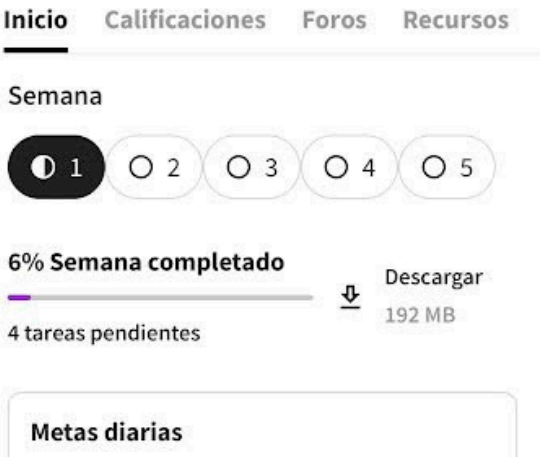 Inicio Calificaciones Foros Recursos
Semana
1 2 3 4 5
6% Semana completado
Descargar
192 MB
4 tareas pendientes
Metas diarias